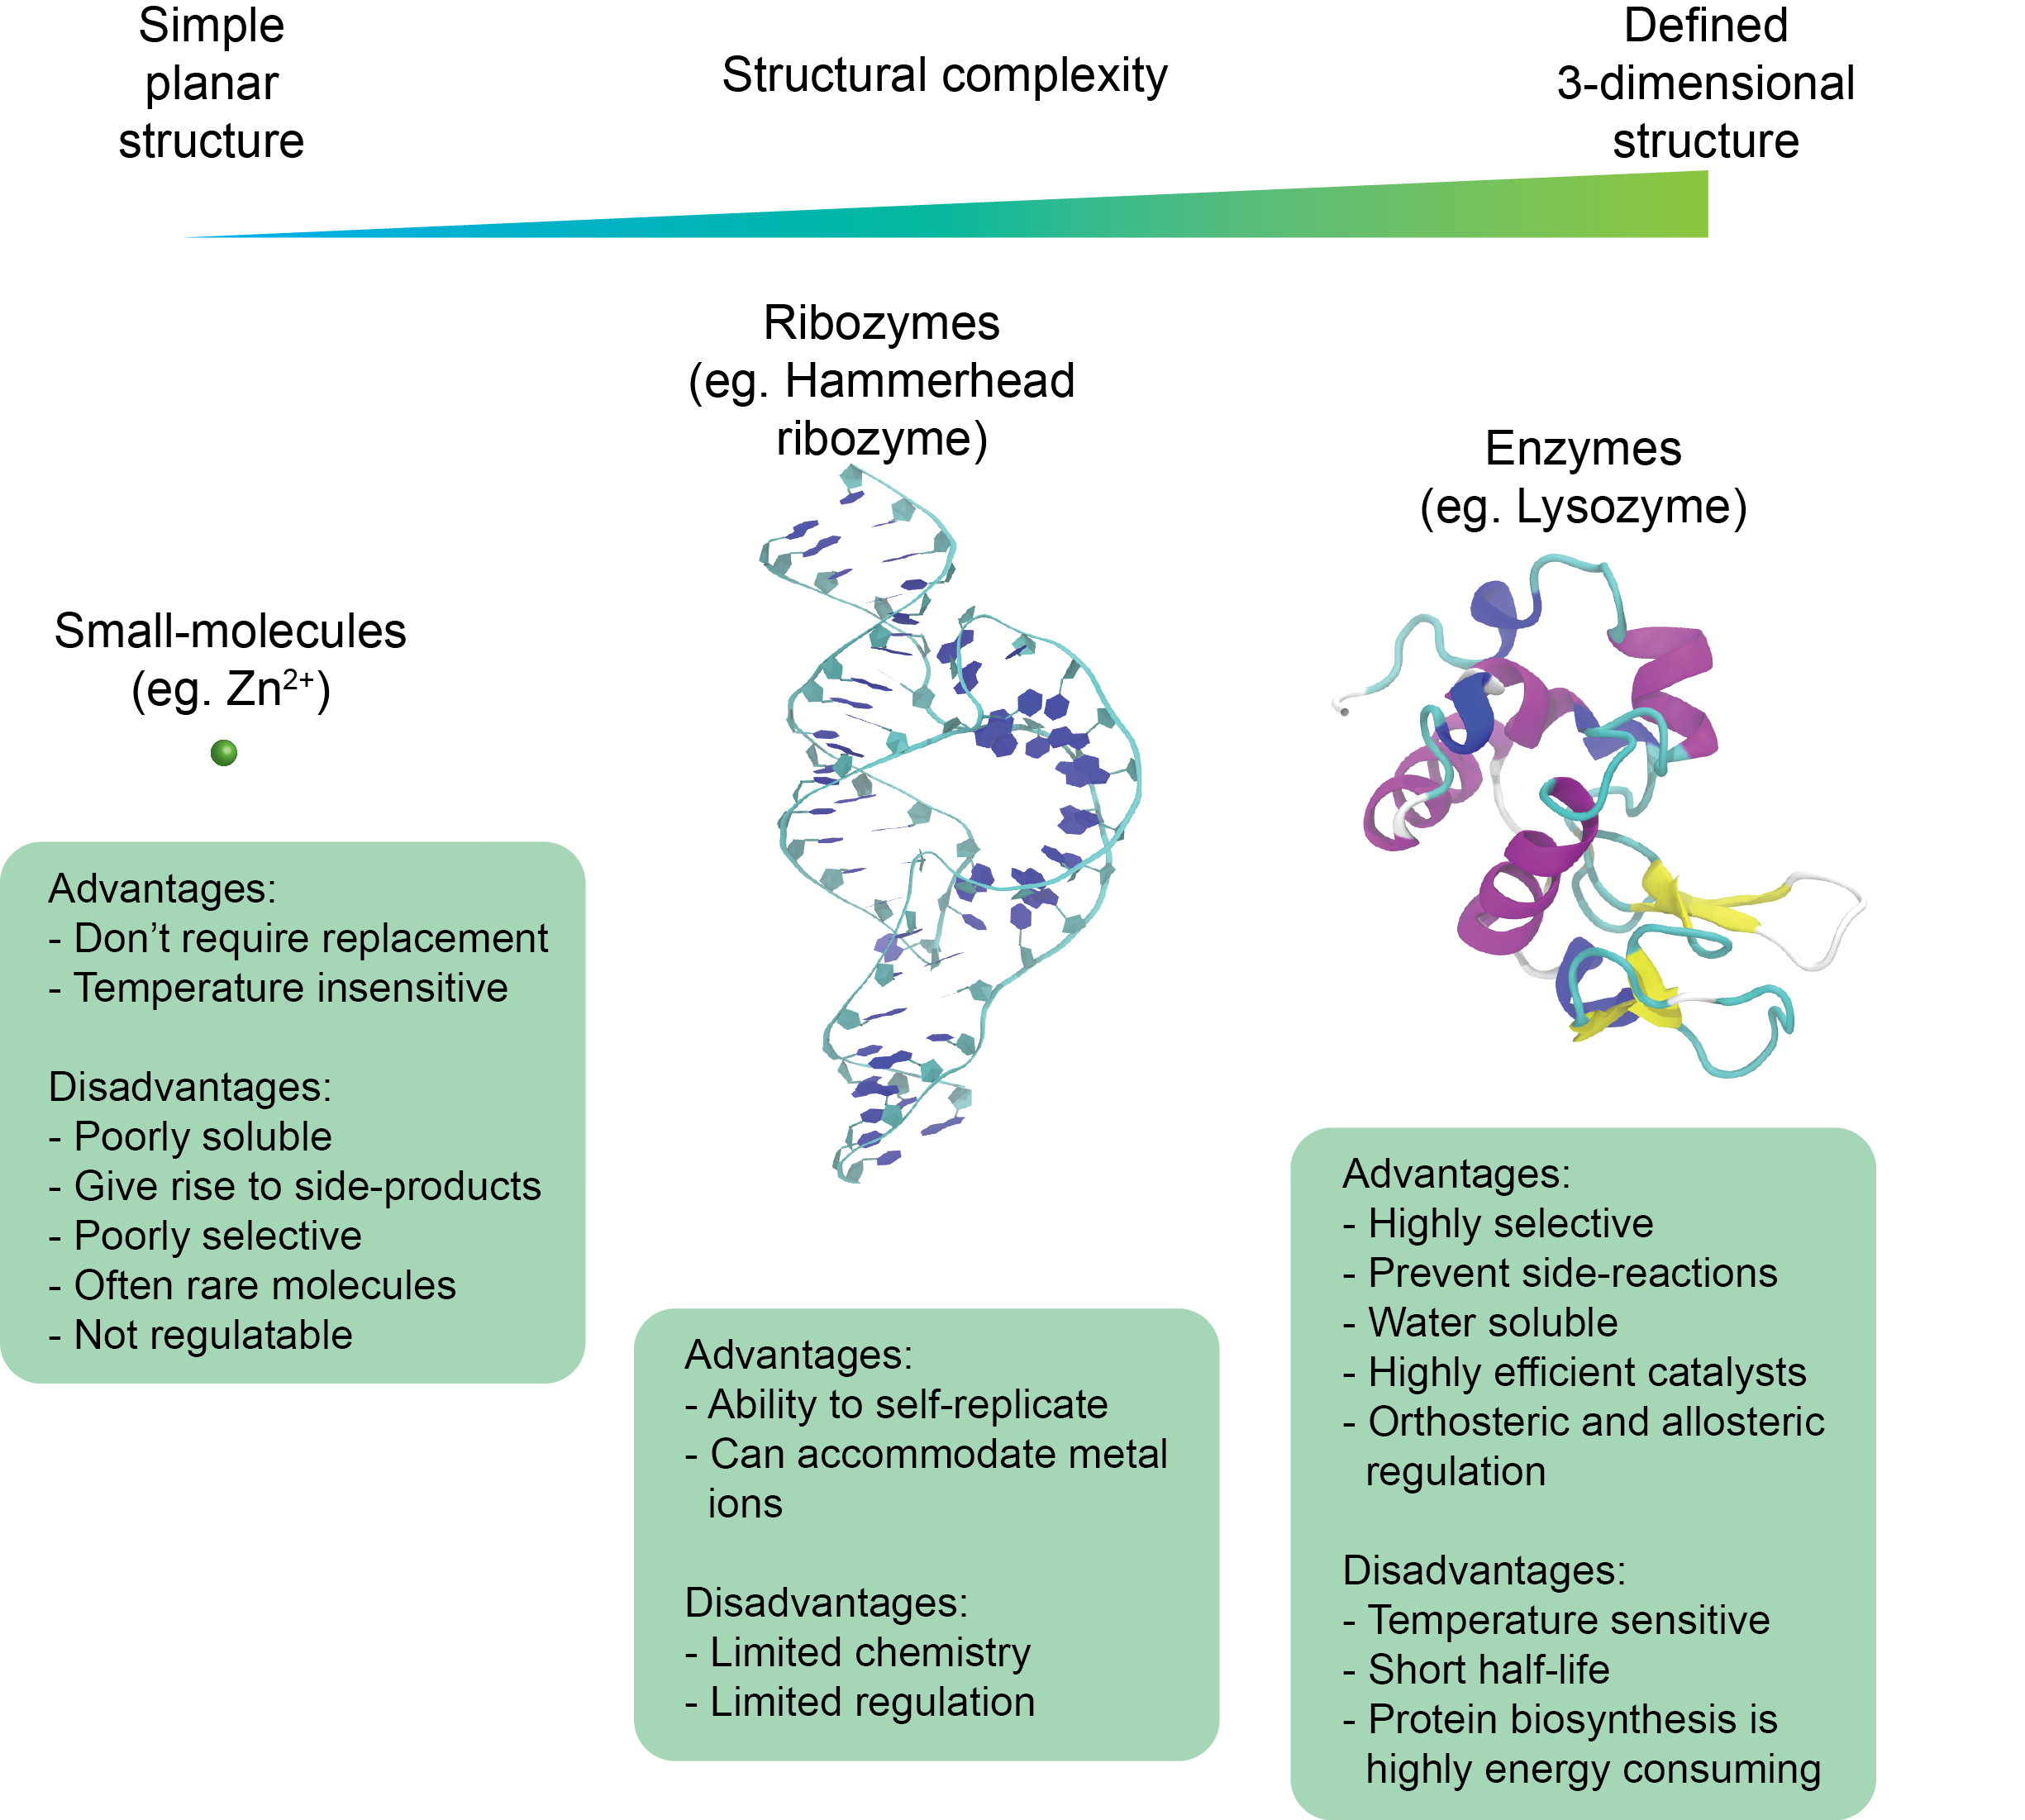 Simple
planar
structure
Structural complexity
Defined
3-dimensional
structure
Small-molecules
(eg. Zn²⁺)
Advantages:
- Don’t require replacement
- Temperature insensitive
Disadvantages:
- Poorly soluble
- Give rise to side-products
- Poorly selective
- Often rare molecules
- Not regulatable
Ribozymes
(eg. Hammerhead
ribozyme)
Advantages:
- Ability to self-replicate
- Can accommodate metal
ions
Disadvantages:
- Limited chemistry
- Limited regulation
Enzymes
(eg. Lysozyme)
Advantages:
- Highly selective
- Prevent side-reactions
- Water soluble
- Highly efficient catalysts
- Orthosteric and allosteric
regulation
Disadvantages:
- Temperature sensitive
- Short half-life
- Protein biosynthesis is
highly energy consuming